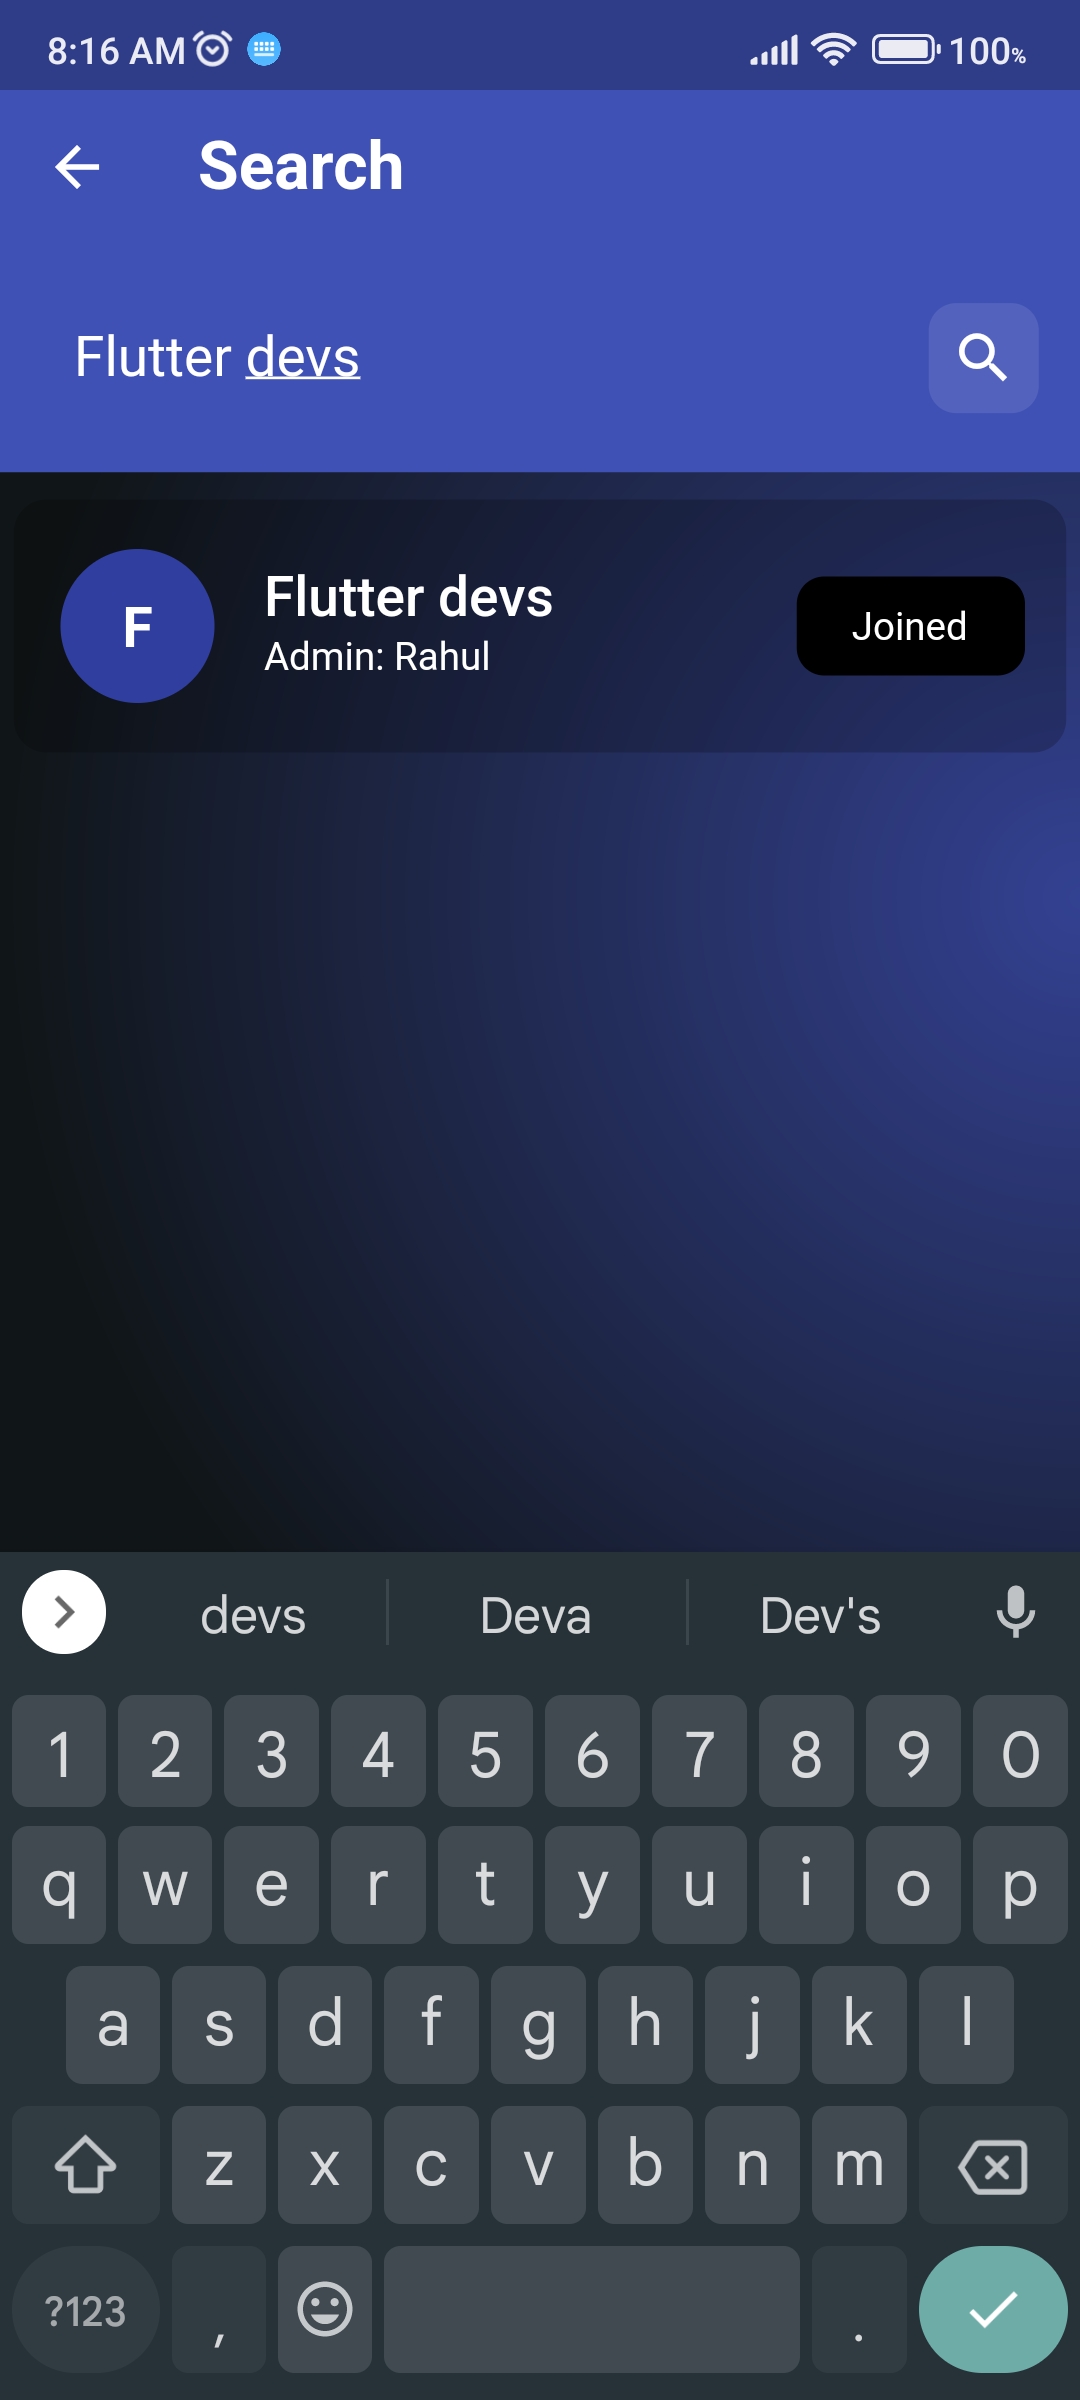 8:16 AM 100%
Search
Flutter devs
F
Flutter devs
Admin: Rahul
Joined
devs Deva Dev's
1 2 3 4 5 6 7 8 9 0
q w e r t y u i o p
a s d f g h j k l
z x c v b n m
?123 , .